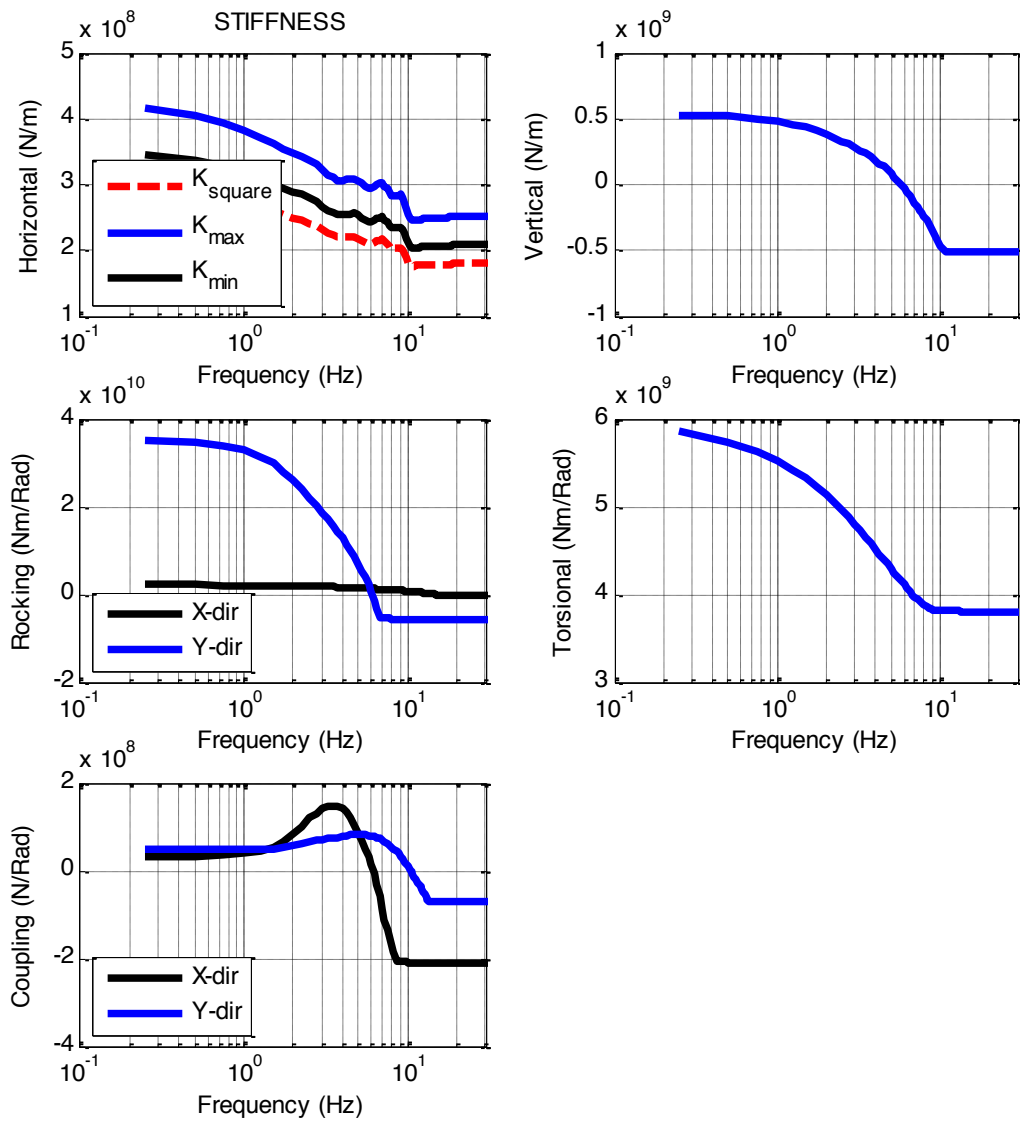 STIFFNESS
x 10^8
5
4
3
2
1
Horizontal (N/m)
K_square
K_max
K_min
10^-1
10^0
10^1
Frequency (Hz)
x 10^9
1
0.5
0
-0.5
-1
Vertical (N/m)
10^-1
10^0
10^1
Frequency (Hz)
x 10^10
4
2
0
-2
Rocking (Nm/Rad)
X-dir
Y-dir
10^-1
10^0
10^1
Frequency (Hz)
x 10^9
6
5
4
3
Torsional (Nm/Rad)
10^-1
10^0
10^1
Frequency (Hz)
x 10^8
2
0
-2
-4
Coupling (N/Rad)
X-dir
Y-dir
10^-1
10^0
10^1
Frequency (Hz)